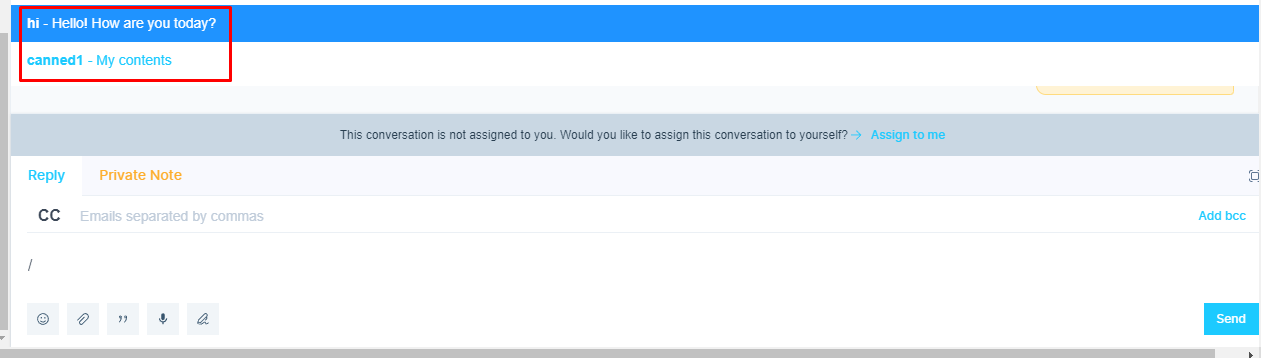 hi - Hello! How are you today?
canned1 - My contents
This conversation is not assigned to you. Would you like to assign this conversation to yourself? → Assign to me
Reply Private Note
CC Emails separated by commas Add bcc
/
Send